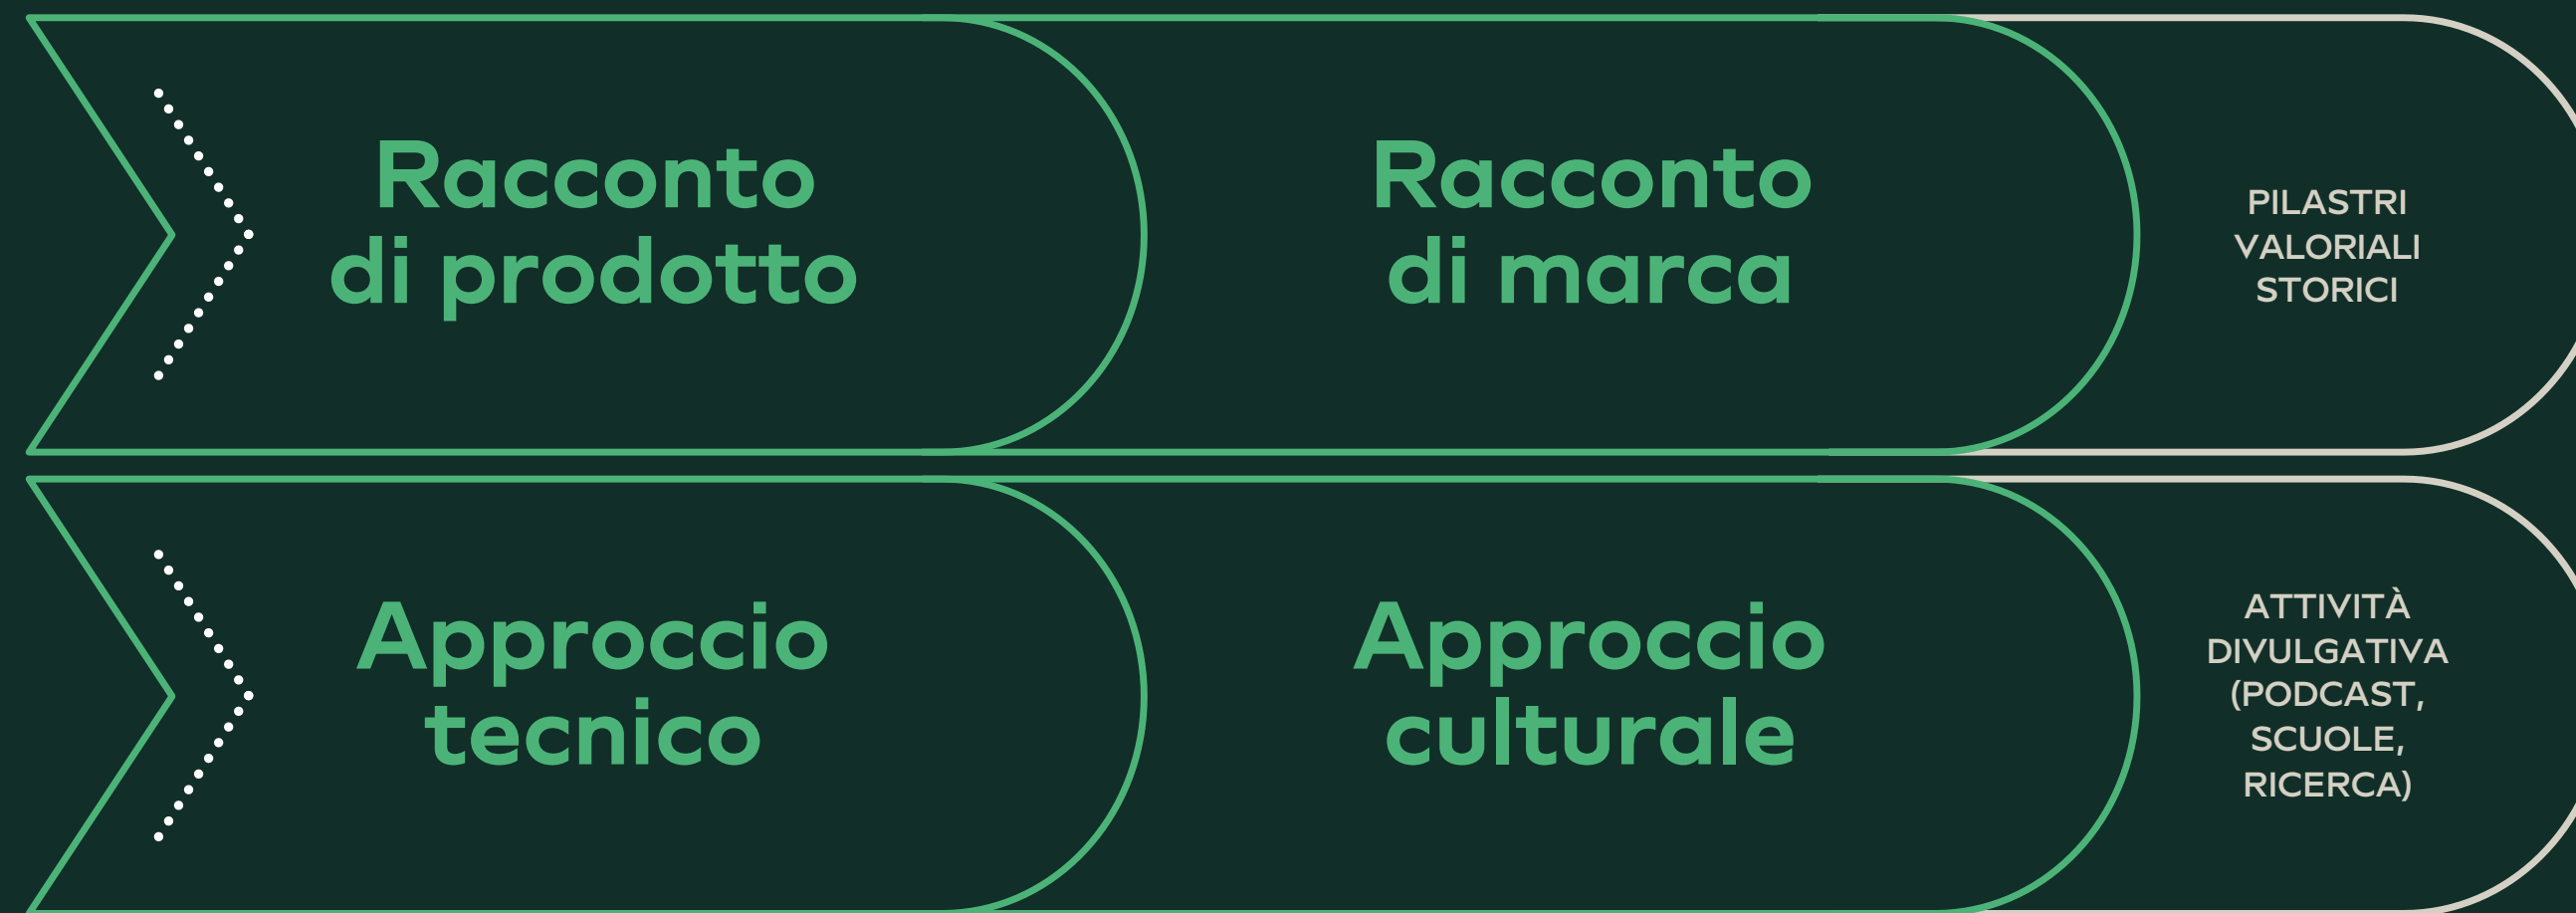 Racconto
di prodotto
Racconto
di marca
PILASTRI
VALORIALI
STORICI
Approccio
tecnico
Approccio
culturale
ATTIVITÀ
DIVULGATIVA
(PODCAST,
SCUOLE,
RICERCA)